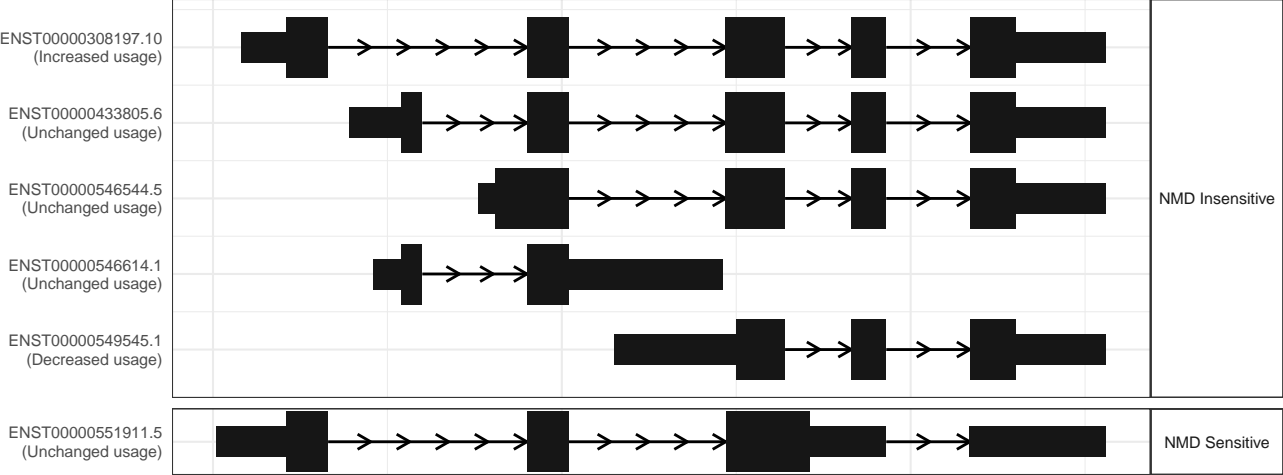 ENST00000308197.10
(Increased usage)
ENST00000433805.6
(Unchanged usage)
ENST00000546544.5
(Unchanged usage)
NMD Insensitive
ENST00000546614.1
(Unchanged usage)
ENST00000549545.1
(Decreased usage)
ENST00000551911.5
(Unchanged usage)
NMD Sensitive